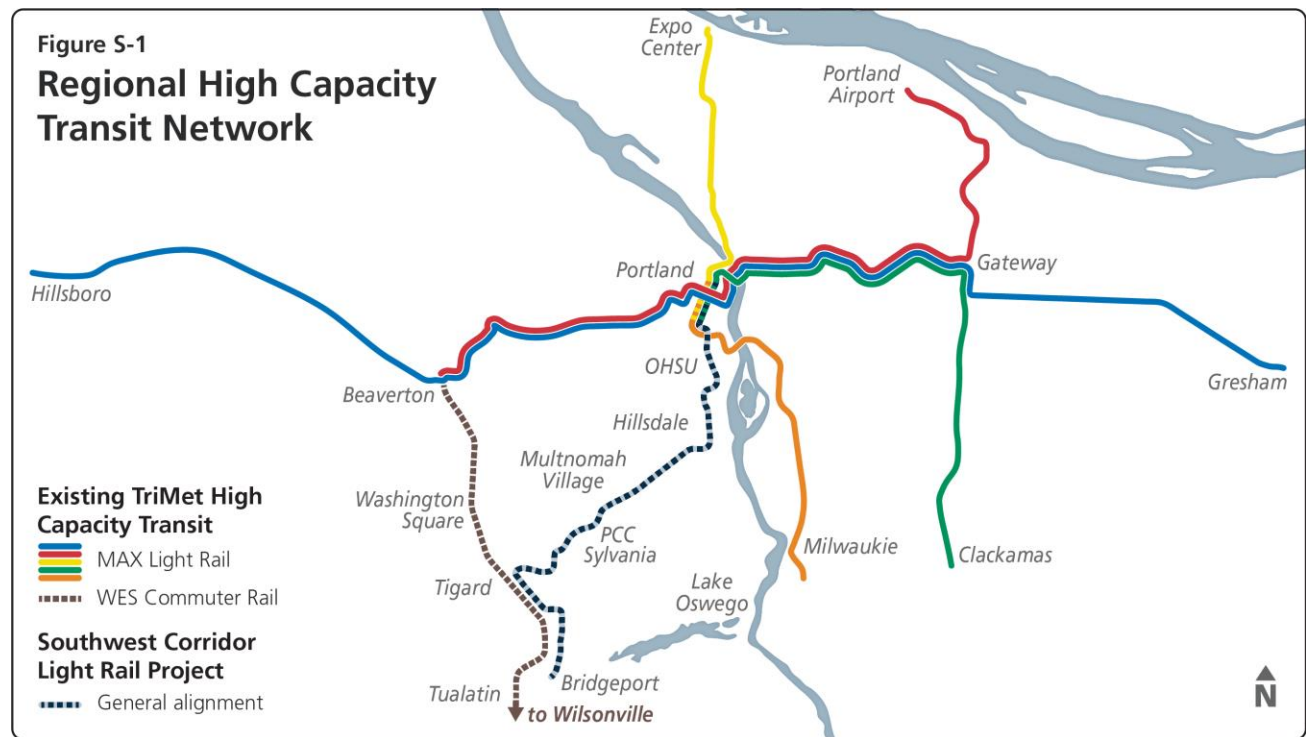 Figure S-1
Regional High Capacity
Transit Network
Expo
Center
Portland
Airport
Hillsboro
Portland
Gateway
Beaverton
OHSU
Gresham
Hillsdale
Multnomah
Village
Washington
Square
PCC
Sylvania
Milwaukie
Clackamas
Tigard
Lake
Oswego
Tualatin
Bridgeport
to Wilsonville
Existing TriMet High
Capacity Transit
MAX Light Rail
WES Commuter Rail
Southwest Corridor
Light Rail Project
General alignment
N